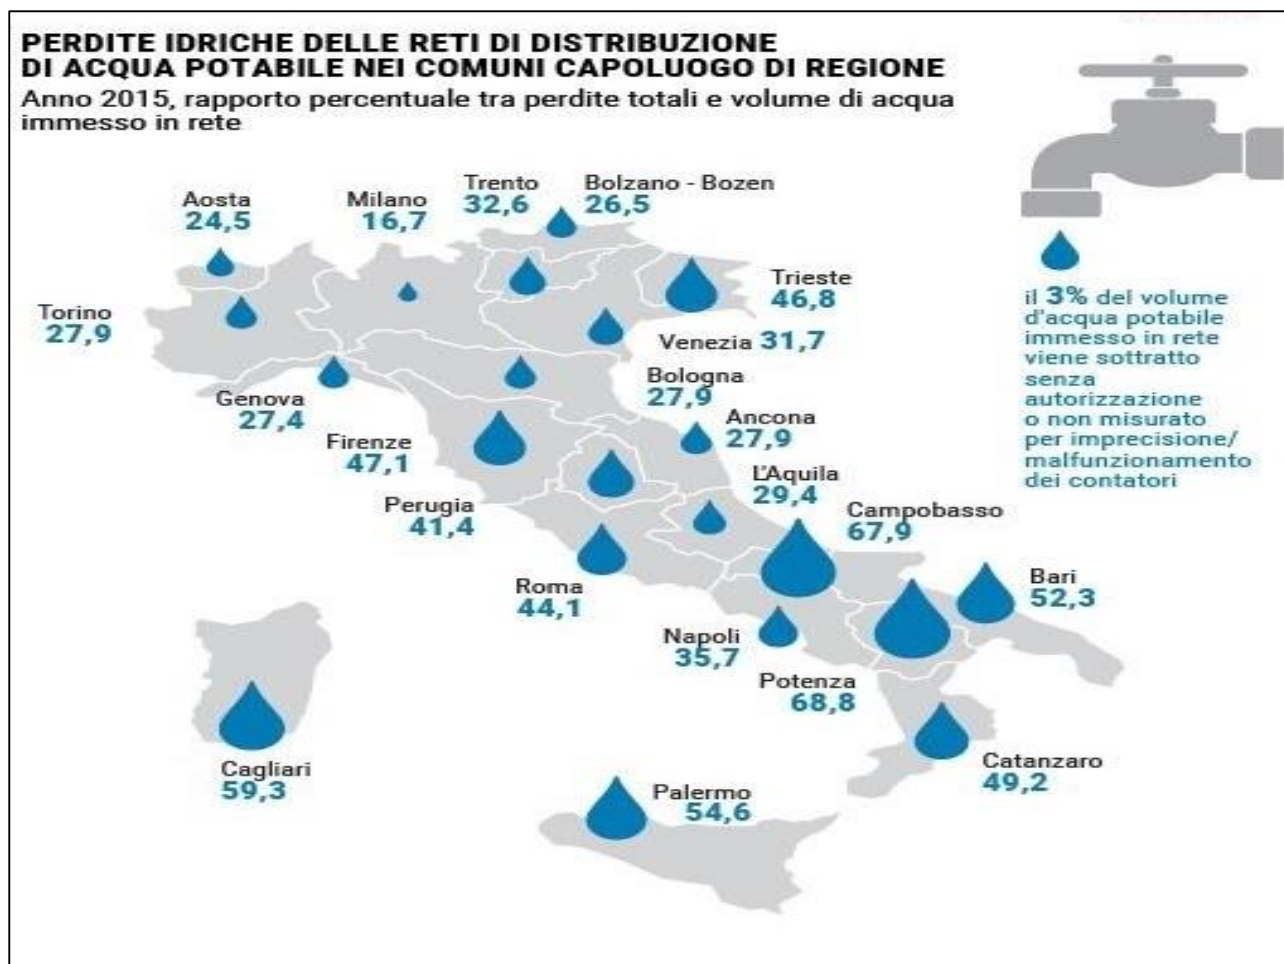 PERDITE IDRICHE DELLE RETI DI DISTRIBUZIONE
DI ACQUA POTABILE NEI COMUNI CAPOLUOGO DI REGIONE
Anno 2015, rapporto percentuale tra perdite totali e volume di acqua
immesso in rete
Aosta
24,5
Milano
16,7
Trento
32,6
Bolzano - Bozen
26,5
Torino
27,9
Trieste
46,8
Venezia 31,7
Genova
27,4
Bologna
27,9
Firenze
47,1
Ancona
27,9
Perugia
41,4
L'Aquila
29,4
Campobasso
67,9
Roma
44,1
Bari
52,3
Napoli
35,7
Potenza
68,8
Cagliari
59,3
Catanzaro
49,2
Palermo
54,6
il 3% del volume
d'acqua potabile
immesso in rete
viene sottratto
senza
autorizzazione
o non misurato
per imprecisione/
malfunzionamento
dei contatori